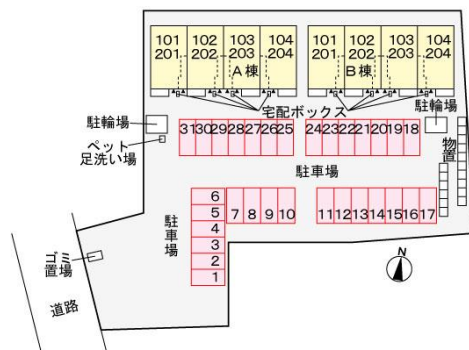 101 102 103 104 101 102 103 104
201 202 203 204 201 202 203 204
A棟 B棟
宅配ボックス
駐輪場 駐輪場
31 30 29 28 27 26 25 24 23 22 21 20 19 18
物置
ペット
足洗い場
駐車場
6
5
4
3
2
1
7 8 9 10 11 12 13 14 15 16 17
駐車場
N
ゴミ
置場
道路